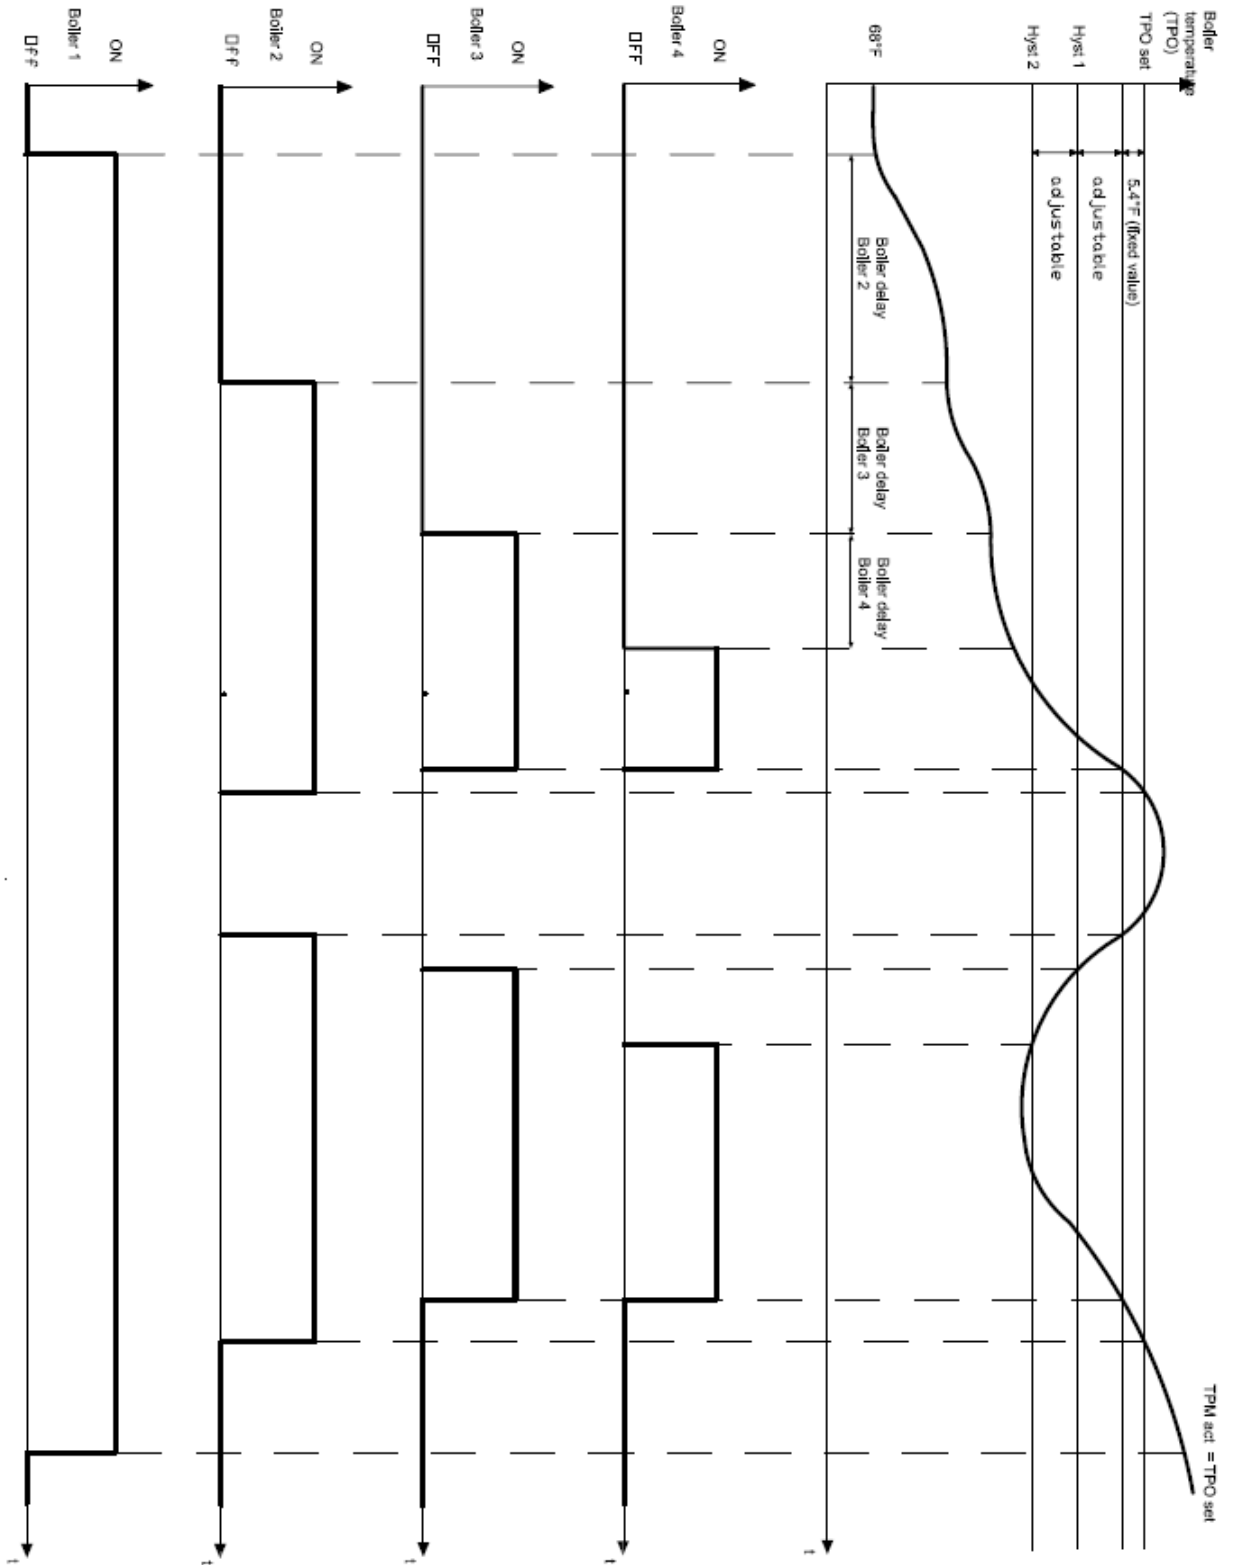 Boiler
temperature
(TPO)
TPO set
Hyst 1
Hyst 2
68°F
5.4°F (fixed value)
adjustable
adjustable
Boiler delay
Boiler 2
Boiler delay
Boiler 3
Boiler delay
Boiler 4
TPM act = TPO set
t
ON
Boiler 4
OFF
t
ON
Boiler 3
OFF
t
ON
Boiler 2
Off
t
ON
Boiler 1
Off
t